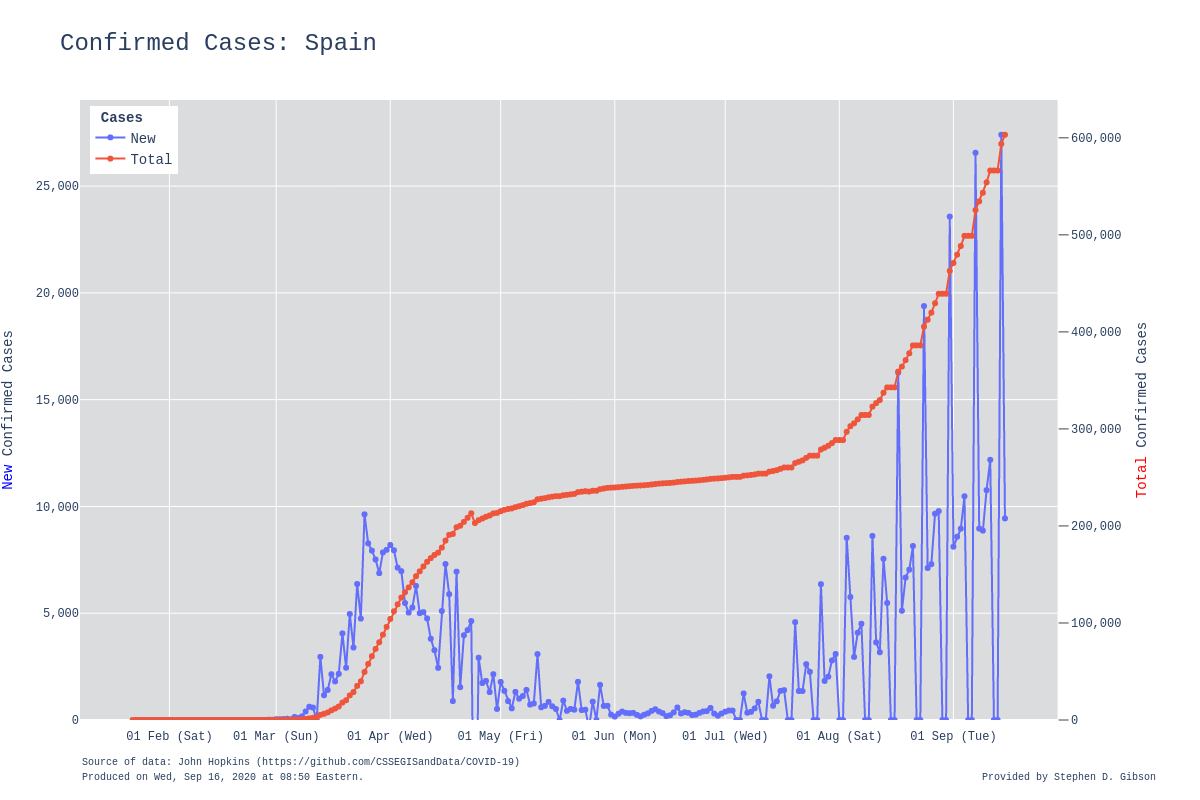 Confirmed Cases: Spain
Cases
New
Total
25,000
20,000
15,000
10,000
5,000
0
600,000
500,000
400,000
300,000
200,000
100,000
0
New Confirmed Cases
Total Confirmed Cases
01 Feb (Sat) 01 Mar (Sun) 01 Apr (Wed) 01 May (Fri) 01 Jun (Mon) 01 Jul (Wed) 01 Aug (Sat) 01 Sep (Tue)
Source of data: John Hopkins (https://github.com/CSSEGISandData/COVID-19)
Produced on Wed, Sep 16, 2020 at 08:50 Eastern.
Provided by Stephen D. Gibson